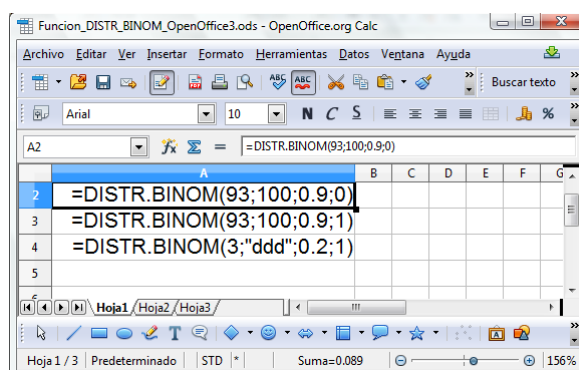 Funcion_DISTR_BINOM_OpenOffice3.ods - OpenOffice.org Calc
Archivo Editar Ver Insertar Formato Herramientas Datos Ventana Ayuda
ABC ABC » Buscar texto »
Arial 10 N C S » % »
A2 fx Σ = =DISTR.BINOM(93;100;0.9;0)
A B C D E F G
2 =DISTR.BINOM(93;100;0.9;0)
3 =DISTR.BINOM(93;100;0.9;1)
4 =DISTR.BINOM(3;"ddd";0.2;1)
5
Hoja1 / Hoja2 / Hoja3 /
T »
Hoja 1 / 3 Predeterminado STD * Suma=0.089 156%